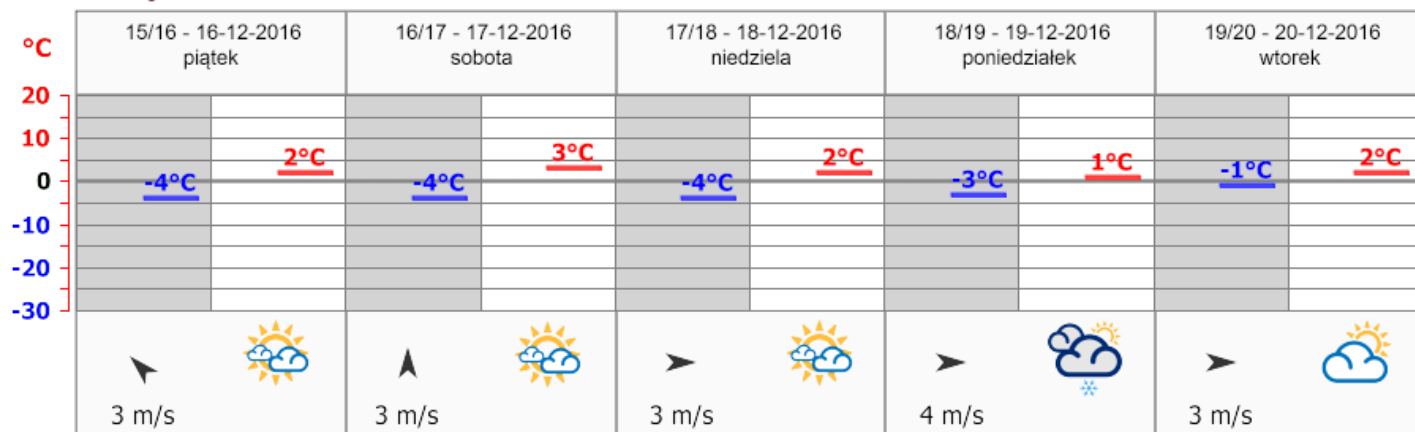 °C
15/16 - 16-12-2016
piątek
16/17 - 17-12-2016
sobota
17/18 - 18-12-2016
niedziela
18/19 - 19-12-2016
poniedziałek
19/20 - 20-12-2016
wtorek
20
10
0
-10
-20
-30
-4°C
2°C
-4°C
3°C
-4°C
2°C
-3°C
1°C
-1°C
2°C
3 m/s
3 m/s
3 m/s
4 m/s
3 m/s